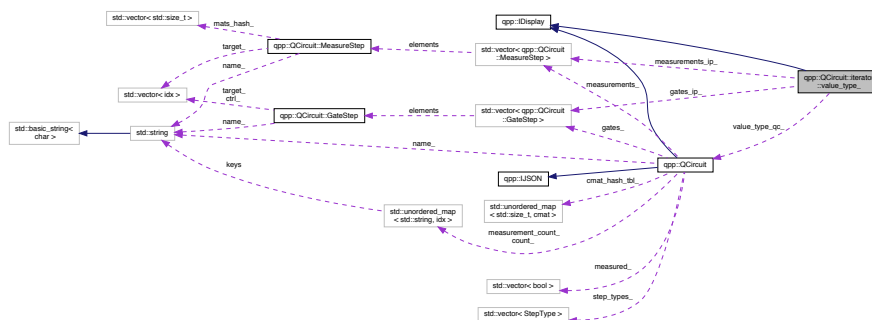 std::vector< std::size_t >
mats_hash_
qpp::IDisplay
qpp::QCircuit::MeasureStep
elements
std::vector< qpp::QCircuit
::MeasureStep >
measurements_ip_
qpp::QCircuit::iterator
::value_type_
target_
name_
measurements_
std::vector< idx >
target_
ctrl_
gates_ip_
qpp::QCircuit::GateStep
elements
std::vector< qpp::QCircuit
::GateStep >
name_
gates_
value_type_qc_
std::basic_string<
char >
std::string
name_
keys
qpp::QCircuit
qpp::IJSON
cmat_hash_tbl_
std::unordered_map
< std::string, idx >
std::unordered_map
< std::size_t, cmat >
measurement_count_
count_
measured_
std::vector< bool >
step_types_
std::vector< StepType >